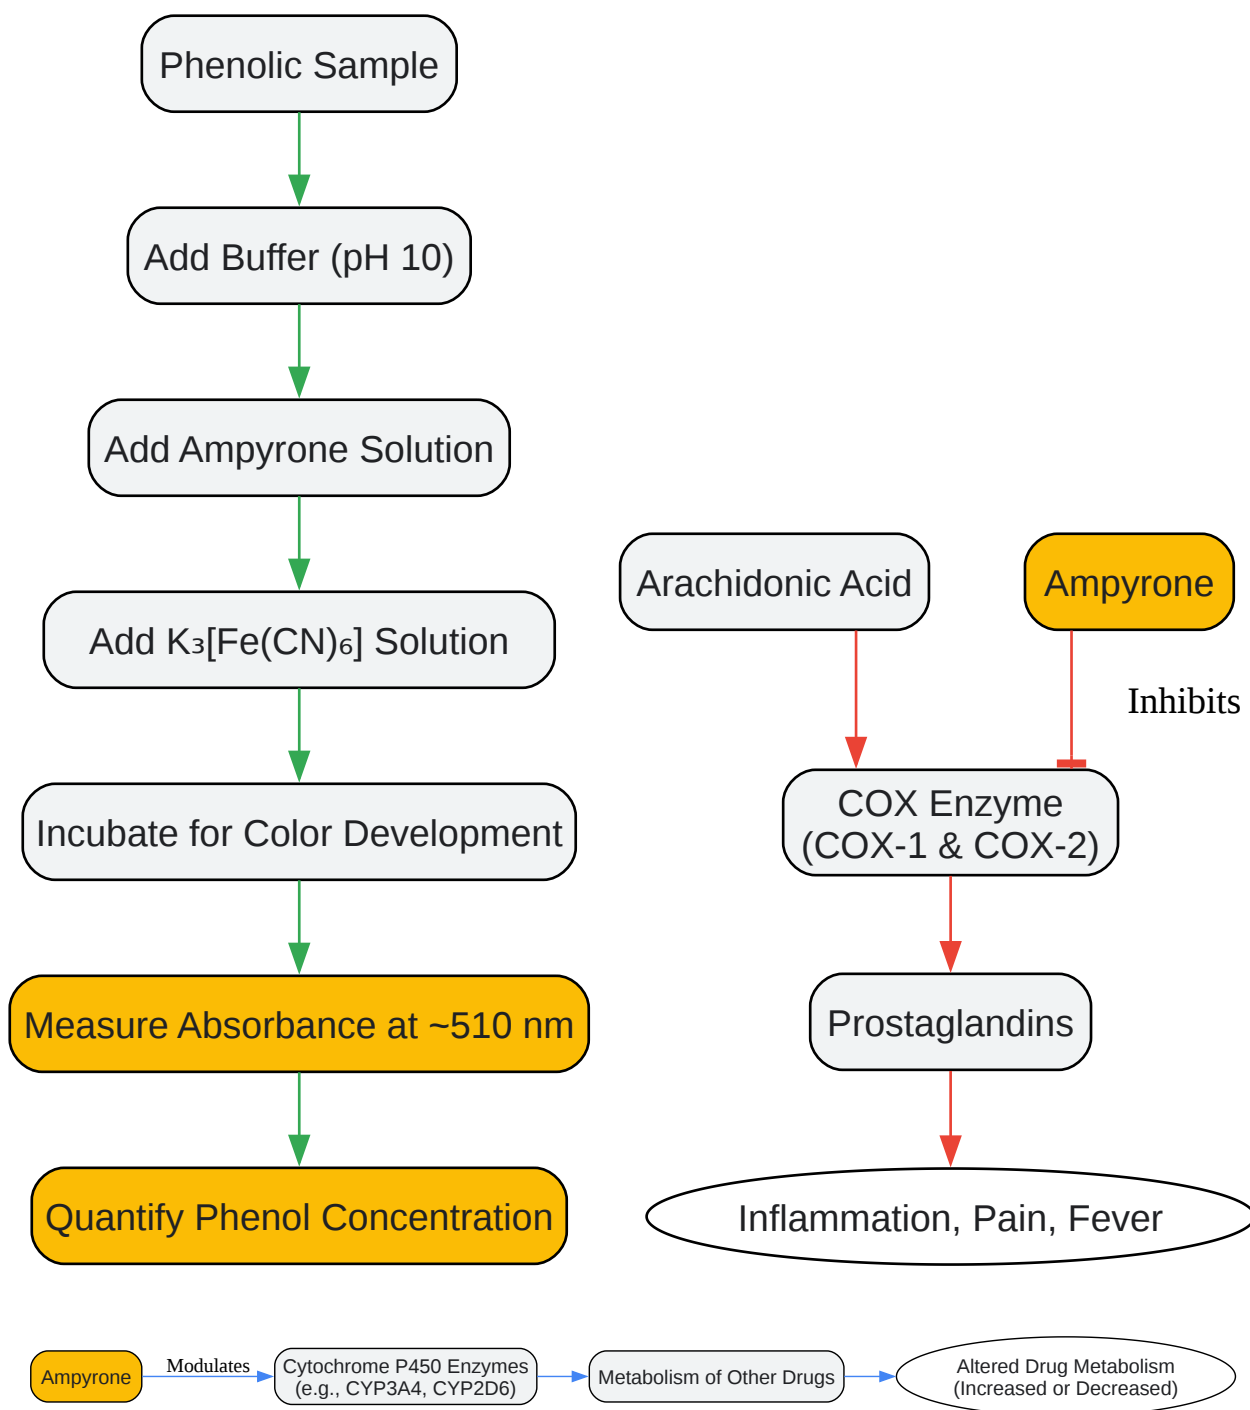 Phenolic Sample
Add Buffer (pH 10)
Add Ampyrone Solution
Add K₃[Fe(CN)₆] Solution
Incubate for Color Development
Measure Absorbance at ~510 nm
Quantify Phenol Concentration
Arachidonic Acid
Ampyrone
Inhibits
COX Enzyme
(COX-1 & COX-2)
Prostaglandins
Inflammation, Pain, Fever
Ampyrone
Modulates
Cytochrome P450 Enzymes
(e.g., CYP3A4, CYP2D6)
Metabolism of Other Drugs
Altered Drug Metabolism
(Increased or Decreased)